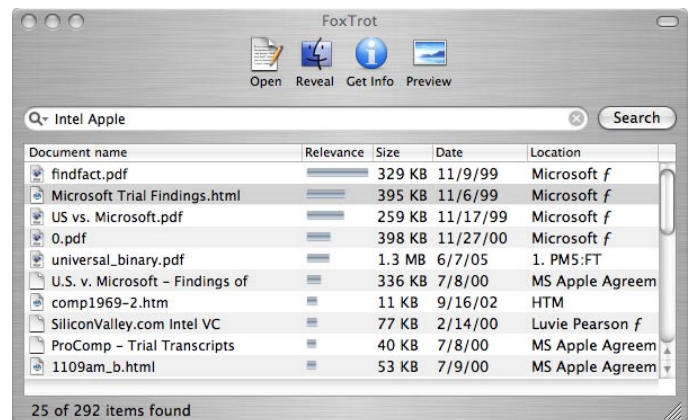 FoxTrot
Open Reveal Get Info Preview
Intel Apple Search
Document name Relevance Size Date Location
findfact.pdf 329 KB 11/9/99 Microsoft ƒ
Microsoft Trial Findings.html 395 KB 11/6/99 Microsoft ƒ
US vs. Microsoft.pdf 259 KB 11/17/99 Microsoft ƒ
0.pdf 398 KB 11/27/00 Microsoft ƒ
universal_binary.pdf 1.3 MB 6/7/05 1. PM5:FT
U.S. v. Microsoft – Findings of 336 KB 7/8/00 MS Apple Agreem
comp1969-2.htm 11 KB 9/16/02 HTM
SiliconValley.com Intel VC 77 KB 2/14/00 Luvie Pearson ƒ
ProComp – Trial Transcripts 40 KB 7/8/00 MS Apple Agreem
1109am_b.html 53 KB 7/9/00 MS Apple Agreem
25 of 292 items found